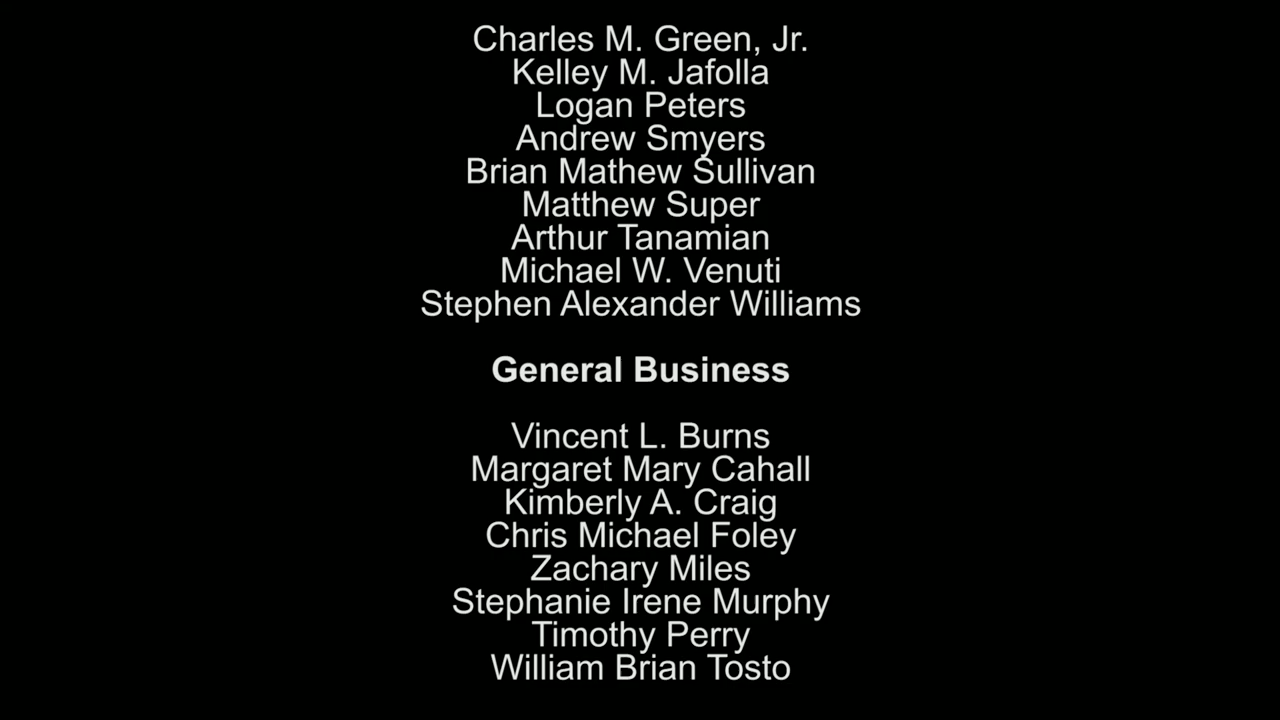 Charles M. Green, Jr.
Kelley M. Jafolla
Logan Peters
Andrew Smyers
Brian Mathew Sullivan
Matthew Super
Arthur Tanamian
Michael W. Venuti
Stephen Alexander Williams
General Business
Vincent L. Burns
Margaret Mary Cahall
Kimberly A. Craig
Chris Michael Foley
Zachary Miles
Stephanie Irene Murphy
Timothy Perry
William Brian Tosto